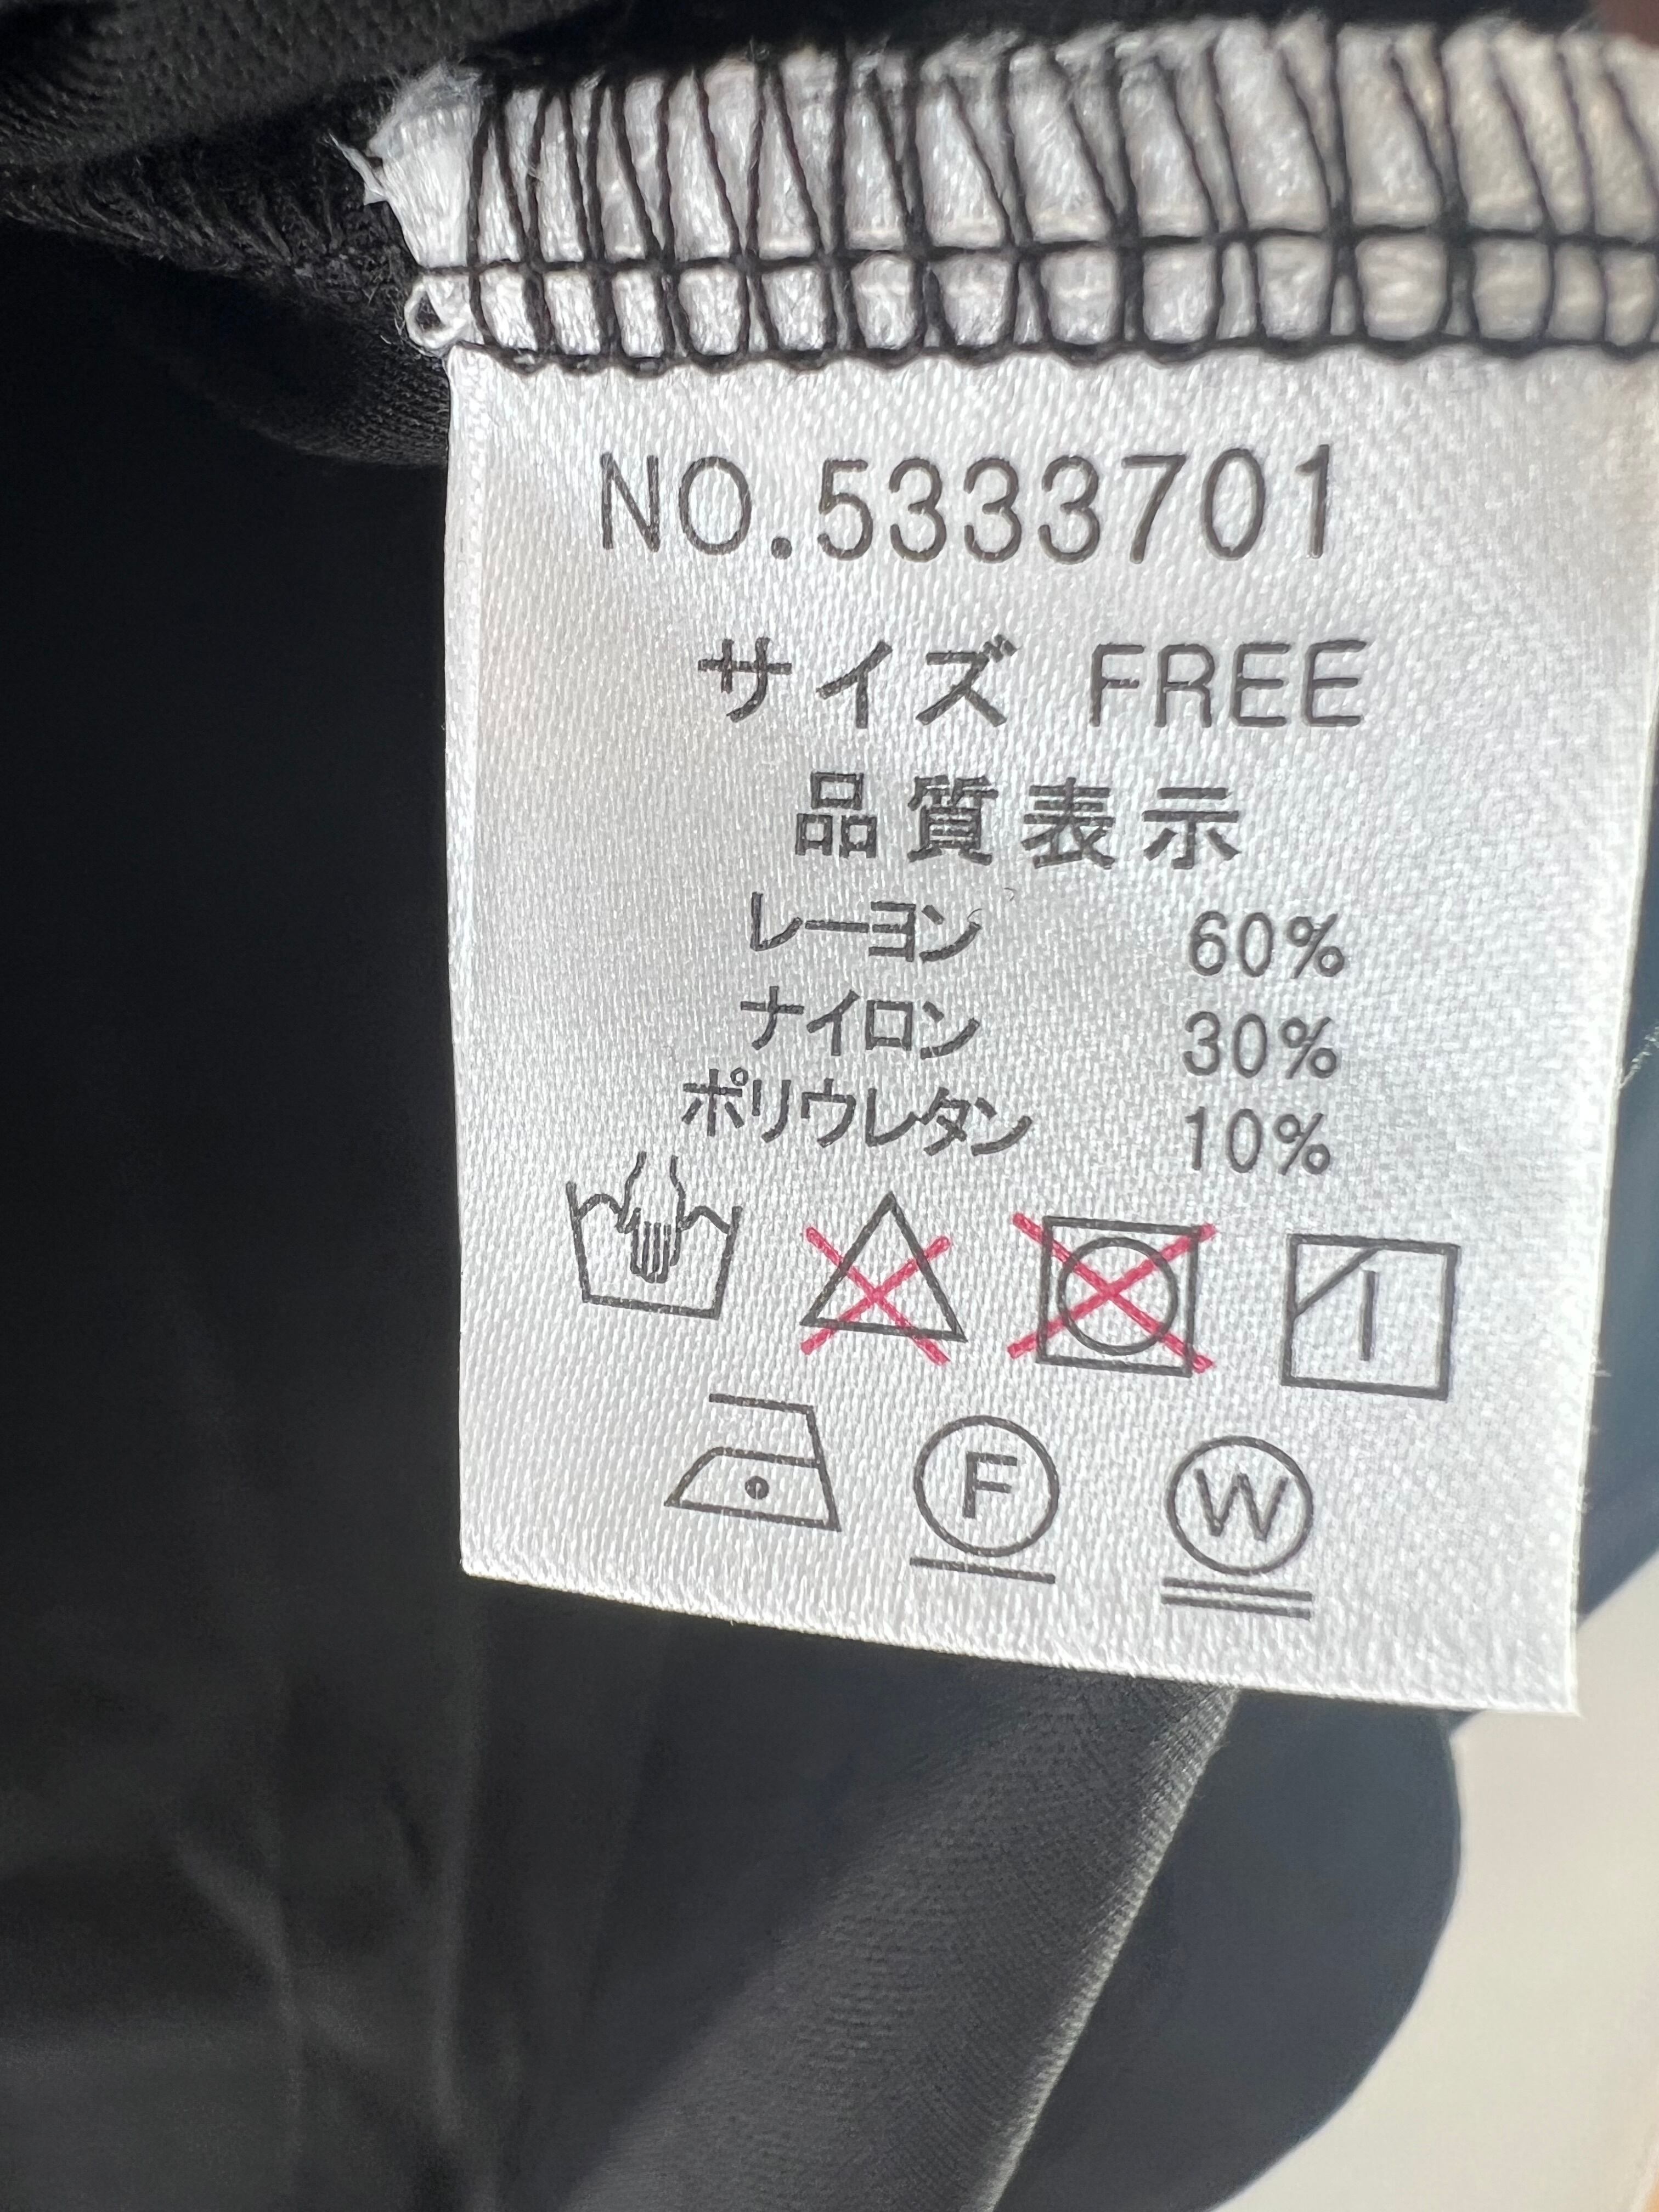 NO.5333701
サイズ FREE
品質表示
レーヨン 60%
ナイロン 30%
ポリウレタン 10%
F W